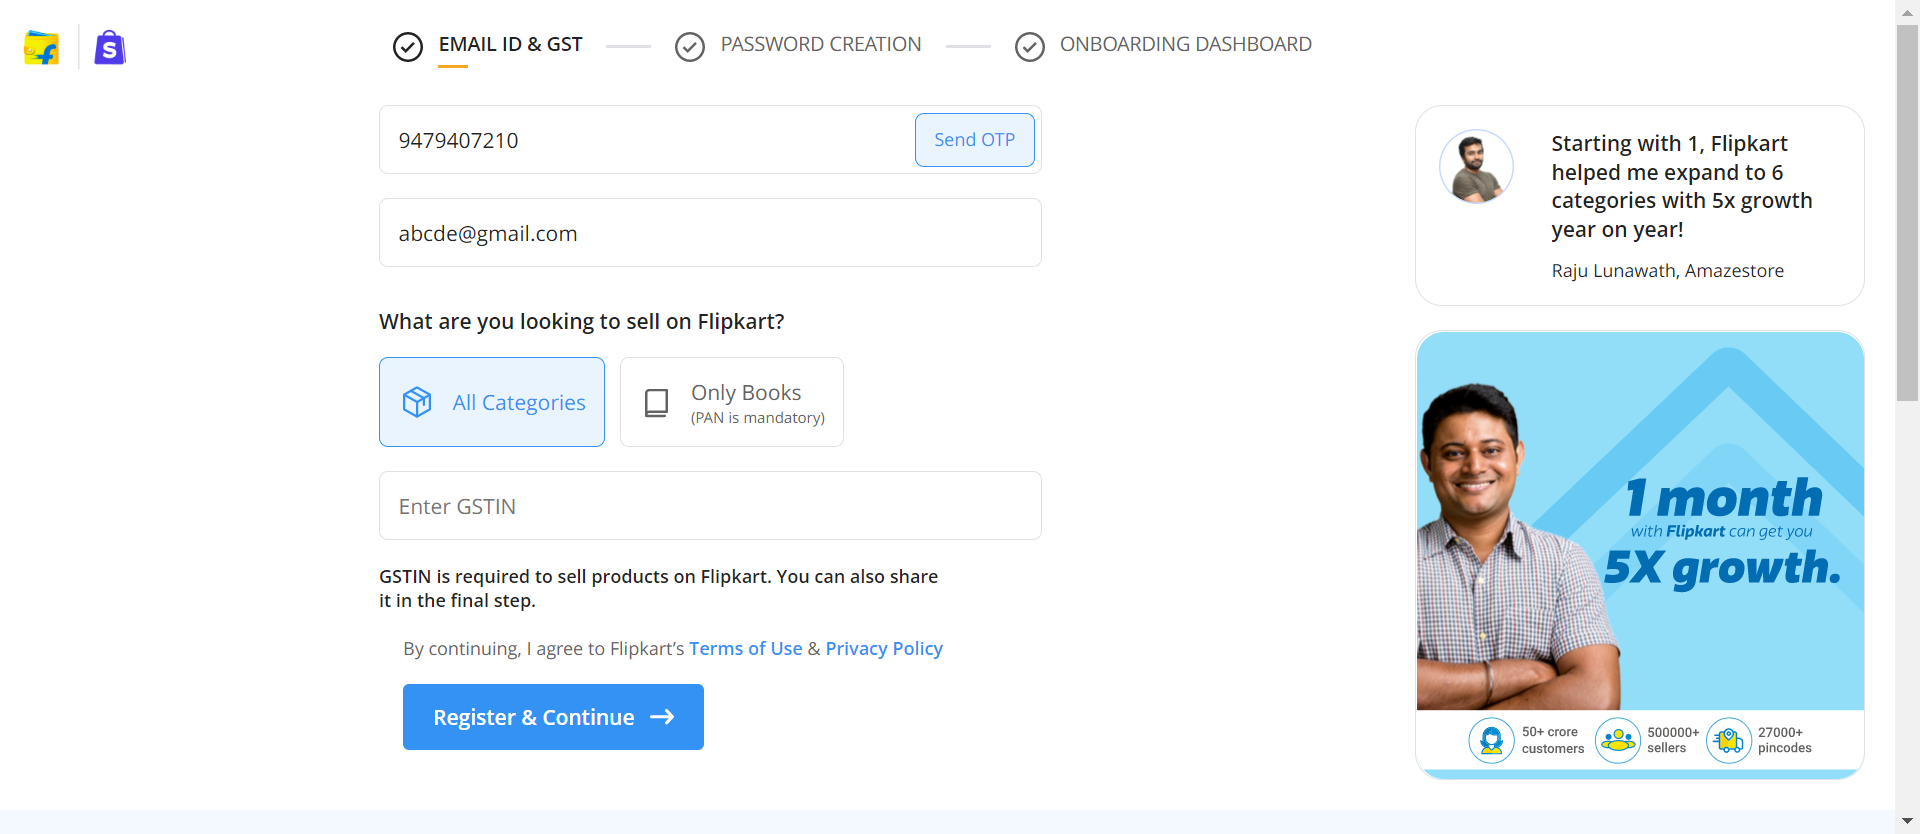 S
EMAIL ID & GST
PASSWORD CREATION
ONBOARDING DASHBOARD
9479407210
Send OTP
abcde@gmail.com
What are you looking to sell on Flipkart?
All Categories
Only Books
(PAN is mandatory)
Enter GSTIN
GSTIN is required to sell products on Flipkart. You can also share
it in the final step.
By continuing, I agree to Flipkart’s Terms of Use & Privacy Policy
Register & Continue
Starting with 1, Flipkart
helped me expand to 6
categories with 5x growth
year on year!
Raju Lunawath, Amazestore
1 month
with Flipkart can get you
5X growth.
50+ crore
customers
500000+
sellers
27000+
pincodes